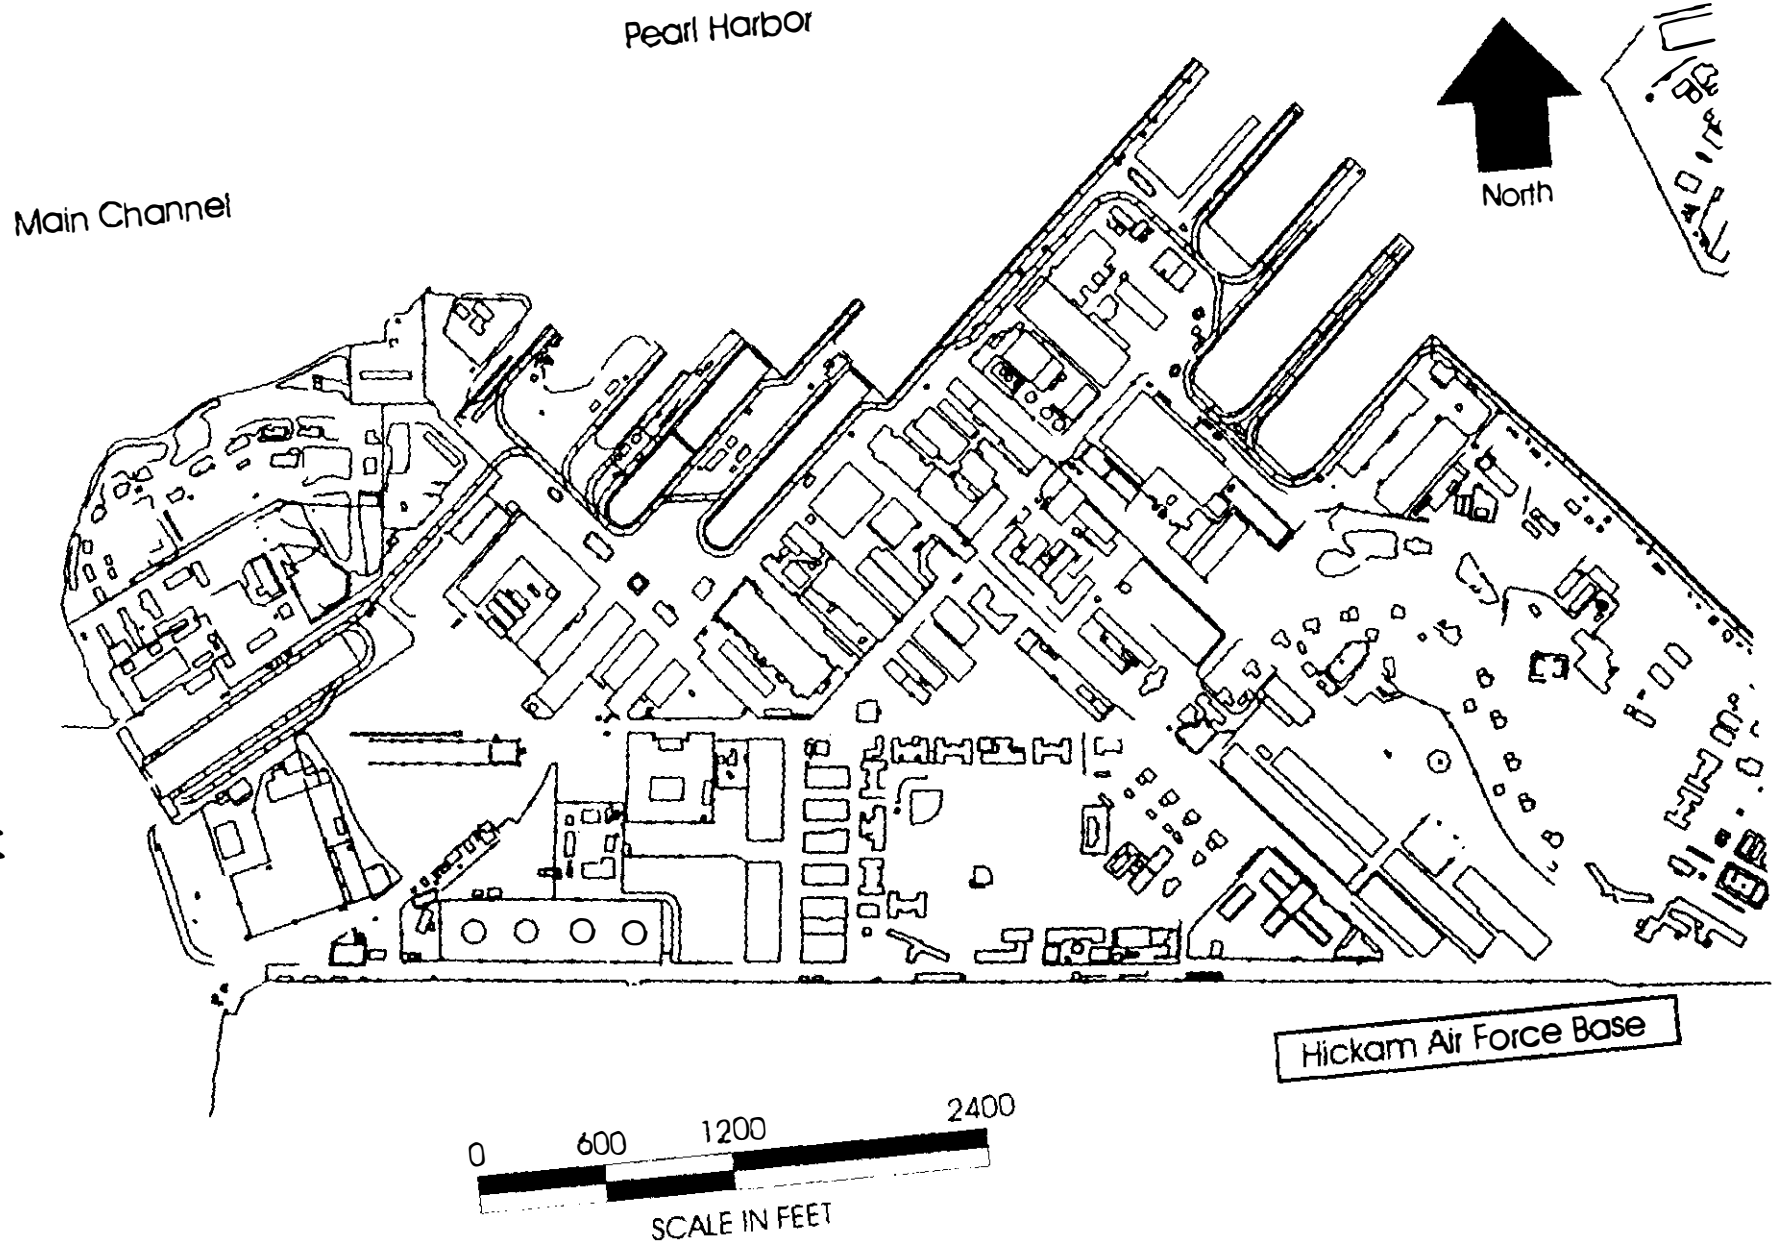 Pearl Harbor
Main Channel
North
Hickam Air Force Base
0 600 1200 2400
SCALE IN FEET